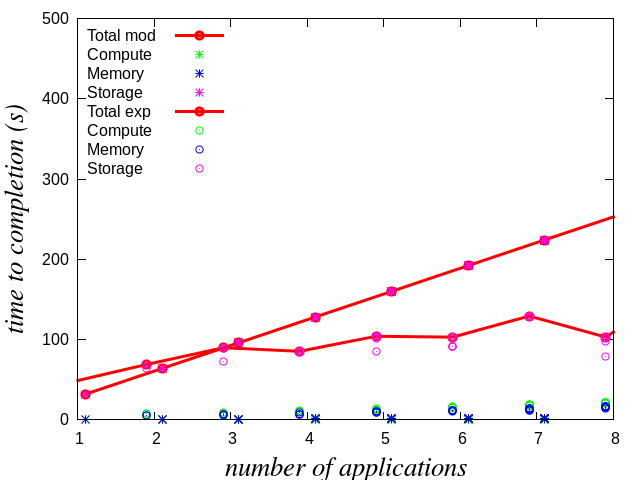 500
400
300
200
100
0
time to completion (s)
Total mod
Compute
Memory
Storage
Total exp
Compute
Memory
Storage
1 2 3 4 5 6 7 8
number of applications